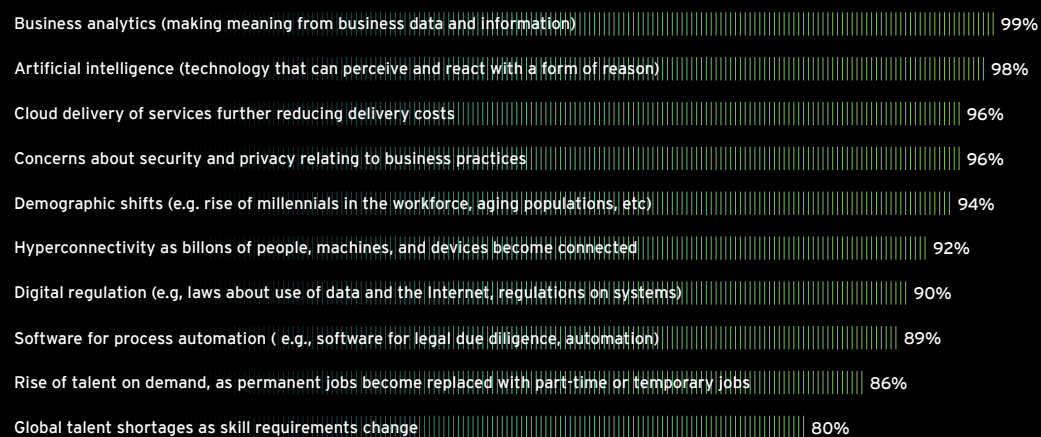 Business analytics (making meaning from business data and information) 99%
Artificial intelligence (technology that can perceive and react with a form of reason) 98%
Cloud delivery of services further reducing delivery costs 96%
Concerns about security and privacy relating to business practices 96%
Demographic shifts (e.g. rise of millennials in the workforce, aging populations, etc) 94%
Hyperconnectivity as billons of people, machines, and devices become connected 92%
Digital regulation (e.g, laws about use of data and the Internet, regulations on systems) 90%
Software for process automation ( e.g., software for legal due diligence, automation) 89%
Rise of talent on demand, as permanent jobs become replaced with part-time or temporary jobs 86%
Global talent shortages as skill requirements change 80%